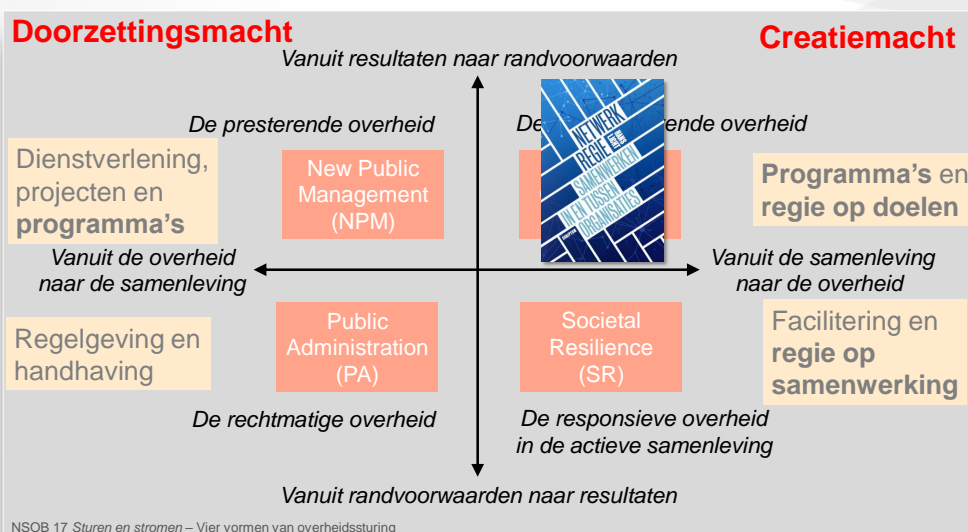 Doorzettingsmacht
Creatiemacht
Vanuit resultaten naar randvoorwaarden
De presterende overheid
De
ende overheid
Dienstverlening,
projecten en
programma's
New Public
Management
(NPM)
NETWERK
REGIE
SAMENWERKEN
IN EN TUSSEN
ORGANISATIES
Programma's en
regie op doelen
Vanuit de overheid
naar de samenleving
Vanuit de samenleving
naar de overheid
Regelgeving en
handhaving
Public
Administration
(PA)
Societal
Resilience
(SR)
Facilitering en
regie op
samenwerking
De rechtmatige overheid
De responsieve overheid
in de actieve samenleving
Vanuit randvoorwaarden naar resultaten
NSOB 17 Sturen en stromen – Vier vormen van overheidssturing